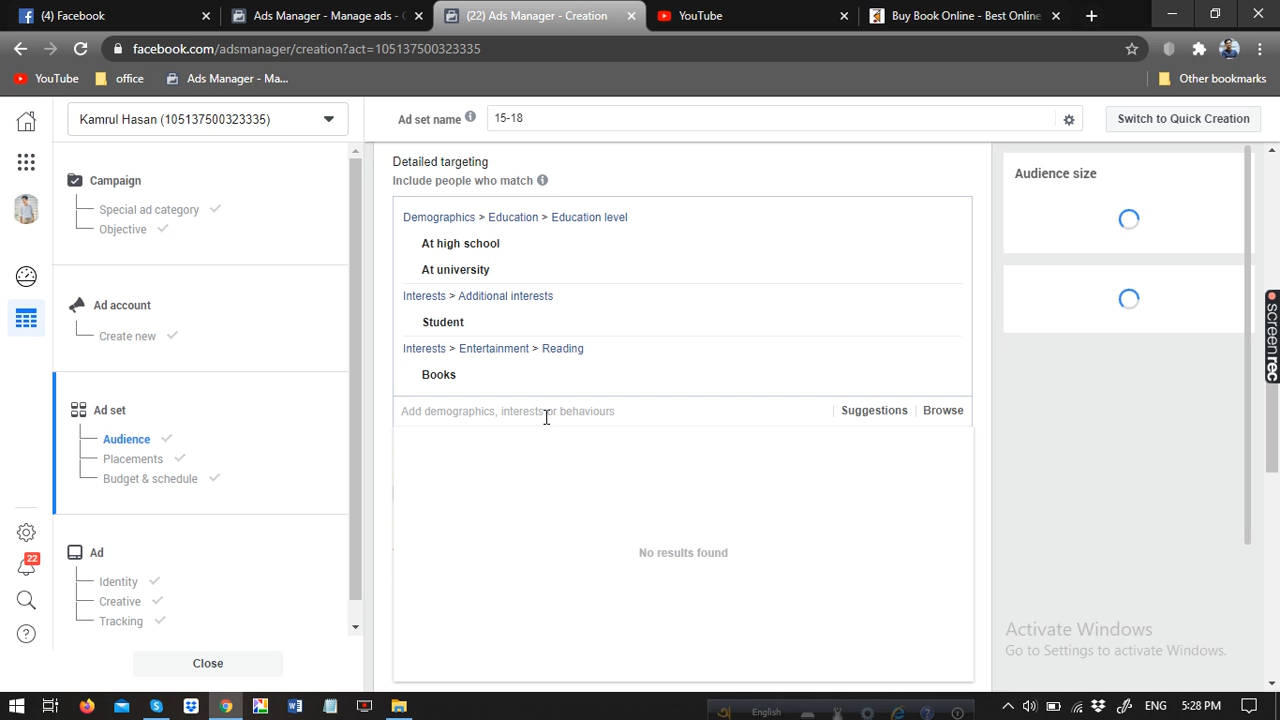 (4) Facebook
Ads Manager - Manage ads - C
(22) Ads Manager - Creation
YouTube
Buy Book Online - Best Online
facebook.com/adsmanager/creation?act=105137500323335
YouTube
office
Ads Manager - Ma...
Other bookmarks
Kamrul Hasan (105137500323335)
Ad set name
15-18
Switch to Quick Creation
Campaign
Special ad category
Objective
Ad account
Create new
Ad set
Audience
Placements
Budget & schedule
Ad
Identity
Creative
Tracking
Close
22
Detailed targeting
Include people who match
Demographics > Education > Education level
At high school
At university
Interests > Additional interests
Student
Interests > Entertainment > Reading
Books
Add demographics, interests or behaviours
Suggestions
Browse
No results found
Audience size
screenrec
Activate Windows
Go to Settings to activate Windows.
English
ENG
5:28 PM